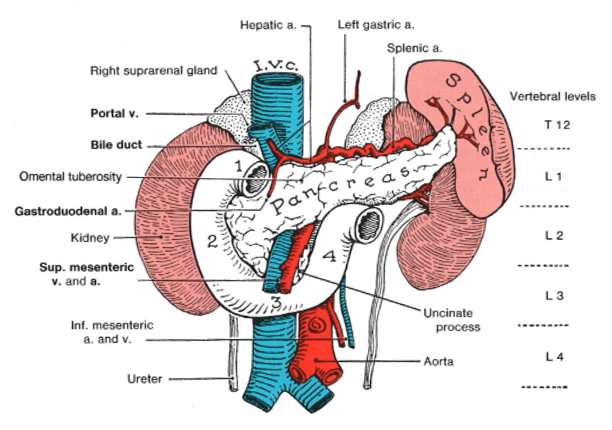 Hepatic a.
Left gastric a.
Splenic a.
I.V.C.
Right suprarenal gland
Spleen
Vertebral levels
Portal v.
T 12
Bile duct
1
Omental tuberosity
Pancreas
L 1
Gastroduodenal a.
Kidney
2
4
L 2
Sup. mesenteric
v. and a.
3
L 3
Uncinate
process
Inf. mesenteric
a. and v.
Aorta
L 4
Ureter